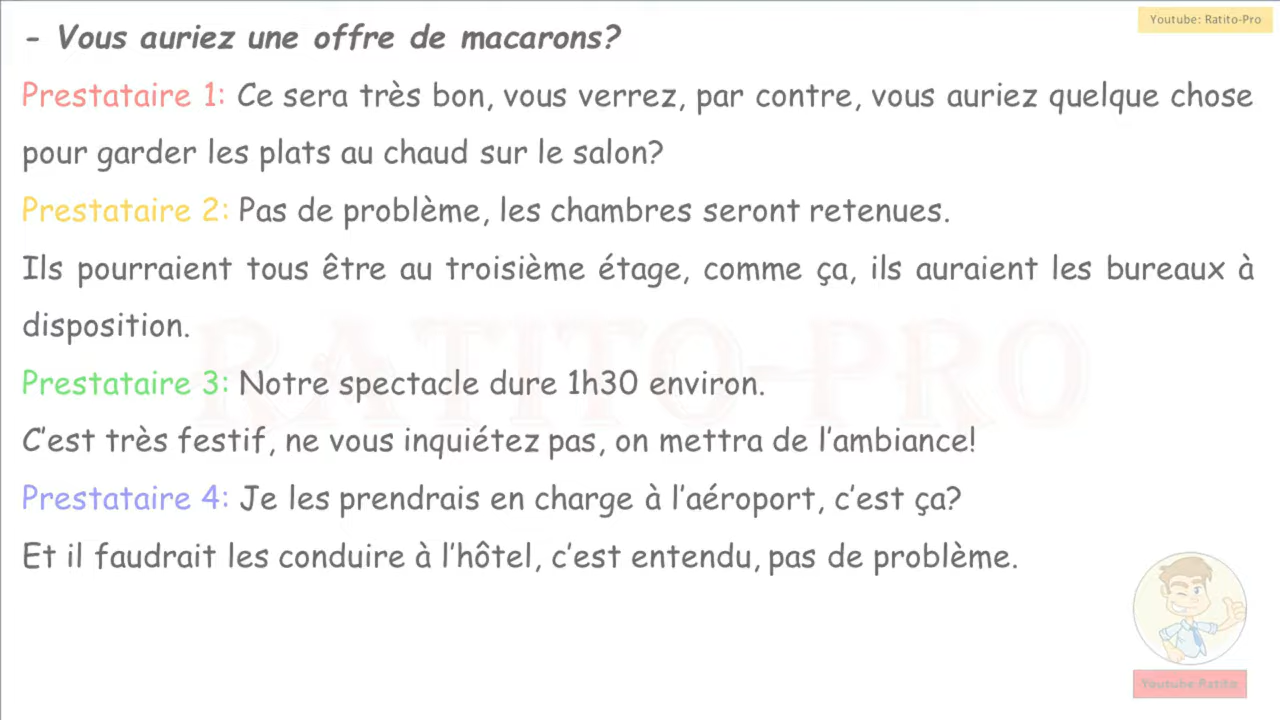 Youtube: Ratito-Pro
- Vous auriez une offre de macarons?
Prestataire 1: Ce sera très bon, vous verrez, par contre, vous auriez quelque chose
pour garder les plats au chaud sur le salon?
Prestataire 2: Pas de problème, les chambres seront retenues.
Ils pourraient tous être au troisième étage, comme ça, ils auraient les bureaux à
disposition.
RATITO-PRO
Prestataire 3: Notre spectacle dure 1h30 environ.
C'est très festif, ne vous inquiétez pas, on mettra de l'ambiance!
Prestataire 4: Je les prendrais en charge à l'aéroport, c'est ça?
Et il faudrait les conduire à l'hôtel, c'est entendu, pas de problème.
Youtube:Ratito